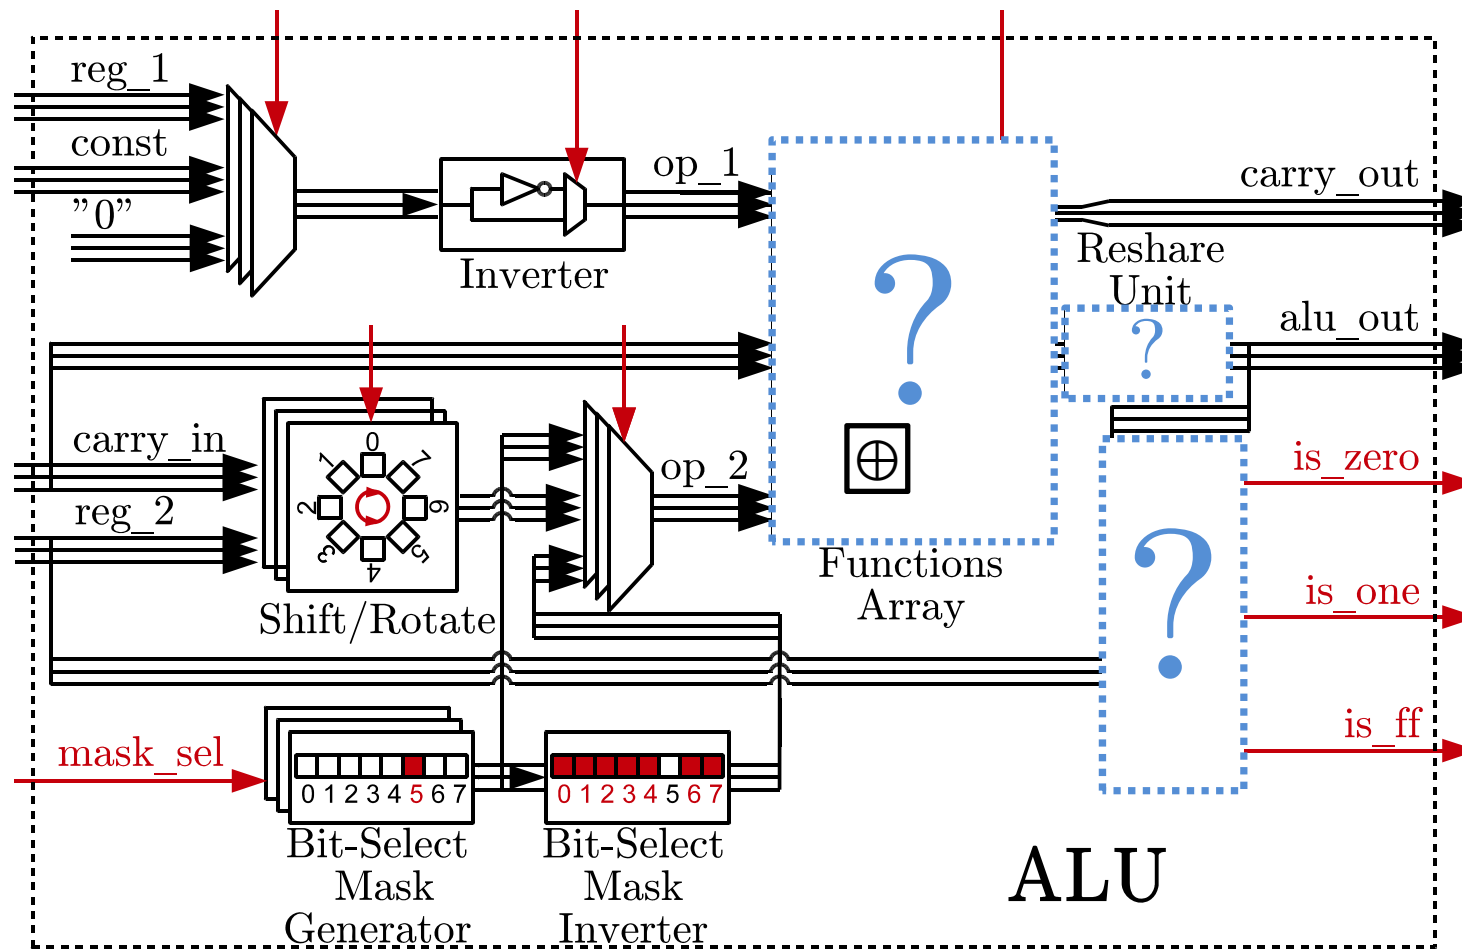 reg_1
const
"0"
Inverter
op_1
?
carry_out
Reshare
Unit
?
alu_out
carry_in
reg_2
0
1
2
3
4
5
6
7
Shift/Rotate
op_2
Functions
Array
is_zero
is_one
is_ff
?
mask_sel
0 1 2 3 4 5 6 7
0 1 2 3 4 5 6 7
Bit-Select
Mask
Generator
Bit-Select
Mask
Inverter
ALU